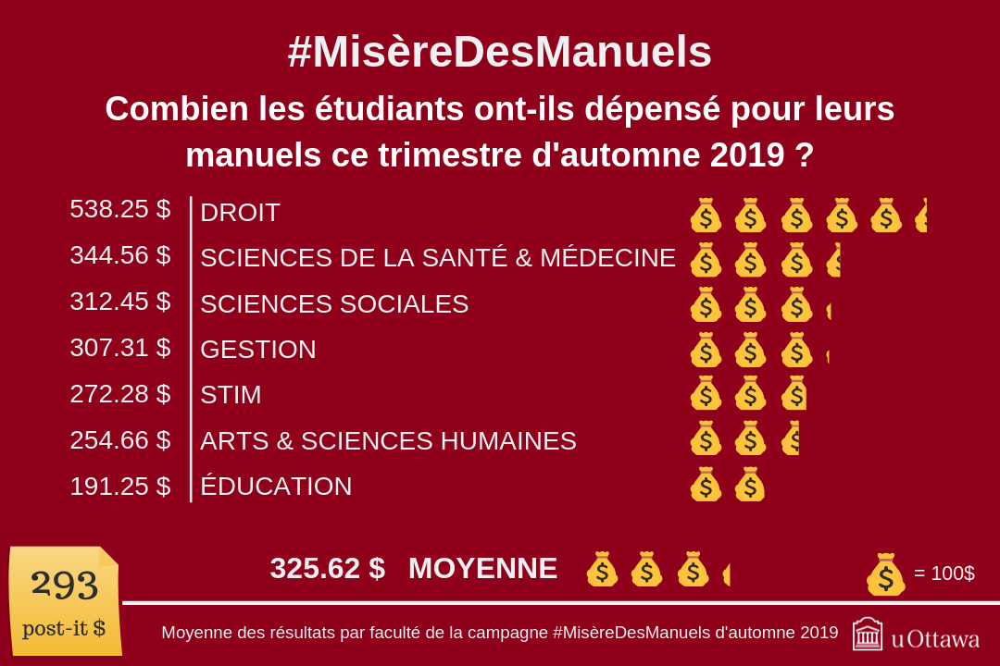 #MisèreDesManuels
Combien les étudiants ont-ils dépensé pour leurs
manuels ce trimestre d'automne 2019 ?
538.25 $ DROIT
344.56 $ SCIENCES DE LA SANTÉ & MÉDECINE
312.45 $ SCIENCES SOCIALES
307.31 $ GESTION
272.28 $ STIM
254.66 $ ARTS & SCIENCES HUMAINES
191.25 $ ÉDUCATION
325.62 $ MOYENNE
= 100$
293
post-it $
Moyenne des résultats par faculté de la campagne #MisèreDesManuels d'automne 2019
uOttawa